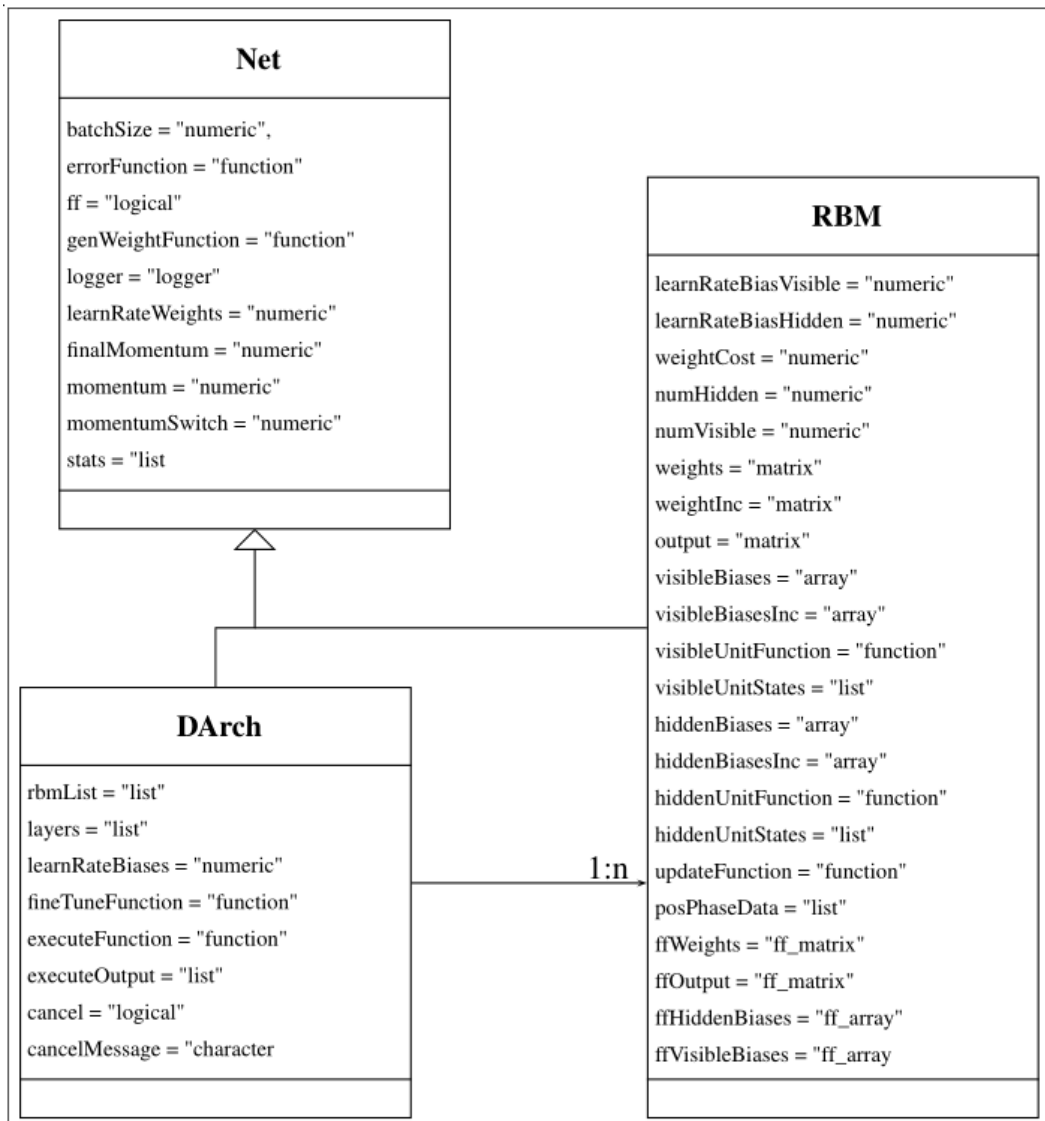 Net
batchSize = "numeric",
errorFunction = "function"
ff = "logical"
genWeightFunction = "function"
logger = "logger"
learnRateWeights = "numeric"
finalMomentum = "numeric"
momentum = "numeric"
momentumSwitch = "numeric"
stats = "list
RBM
learnRateBiasVisible = "numeric"
learnRateBiasHidden = "numeric"
weightCost = "numeric"
numHidden = "numeric"
numVisible = "numeric"
weights = "matrix"
weightInc = "matrix"
output = "matrix"
visibleBiases = "array"
visibleBiasesInc = "array"
visibleUnitFunction = "function"
visibleUnitStates = "list"
hiddenBiases = "array"
hiddenBiasesInc = "array"
hiddenUnitFunction = "function"
hiddenUnitStates = "list"
updateFunction = "function"
posPhaseData = "list"
ffWeights = "ff_matrix"
ffOutput = "ff_matrix"
ffHiddenBiases = "ff_array"
ffVisibleBiases = "ff_array
DArch
rbmList = "list"
layers = "list"
learnRateBiases = "numeric"
fineTuneFunction = "function"
executeFunction = "function"
executeOutput = "list"
cancel = "logical"
cancelMessage = "character
1:n